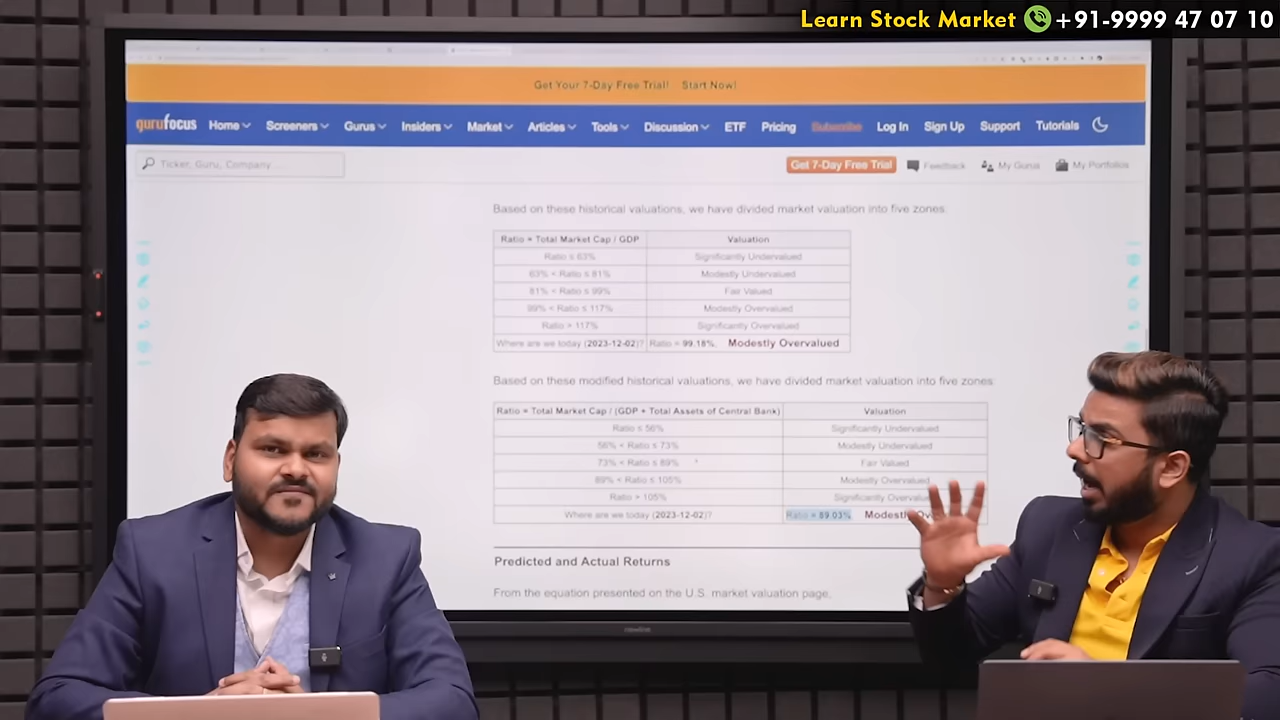 Learn Stock Market +91-9999 47 07 10
Get Your 7-Day Free Trial! Start Now!
gurufocus Home Screeners Gurus Insiders Market Articles Tools Discussion ETF Pricing Subscribe Log In Sign Up Support Tutorials
Ticker, Guru, Company... Get 7-Day Free Trial Feedback My Gurus My Portfolios
Based on these historical valuations, we have divided market valuation into five zones:
Ratio = Total Market Cap / GDP Valuation
Ratio ≤ 63% Significantly Undervalued
63% < Ratio ≤ 81% Modestly Undervalued
81% < Ratio ≤ 99% Fair Valued
99% < Ratio ≤ 117% Modestly Overvalued
Ratio > 117% Significantly Overvalued
Where are we today (2023-12-02)? Ratio = 99.18%, Modestly Overvalued
Based on these modified historical valuations, we have divided market valuation into five zones:
Ratio = Total Market Cap / (GDP + Total Assets of Central Bank) Valuation
Ratio ≤ 56% Significantly Undervalued
56% < Ratio ≤ 73% Modestly Undervalued
73% < Ratio ≤ 89% Fair Valued
89% < Ratio ≤ 105% Modestly Overvalued
Ratio > 105% Significantly Overvalued
Where are we today (2023-12-02)? Ratio = 89.03%
Predicted and Actual Returns
From the equation presented on the U.S. market valuation page,